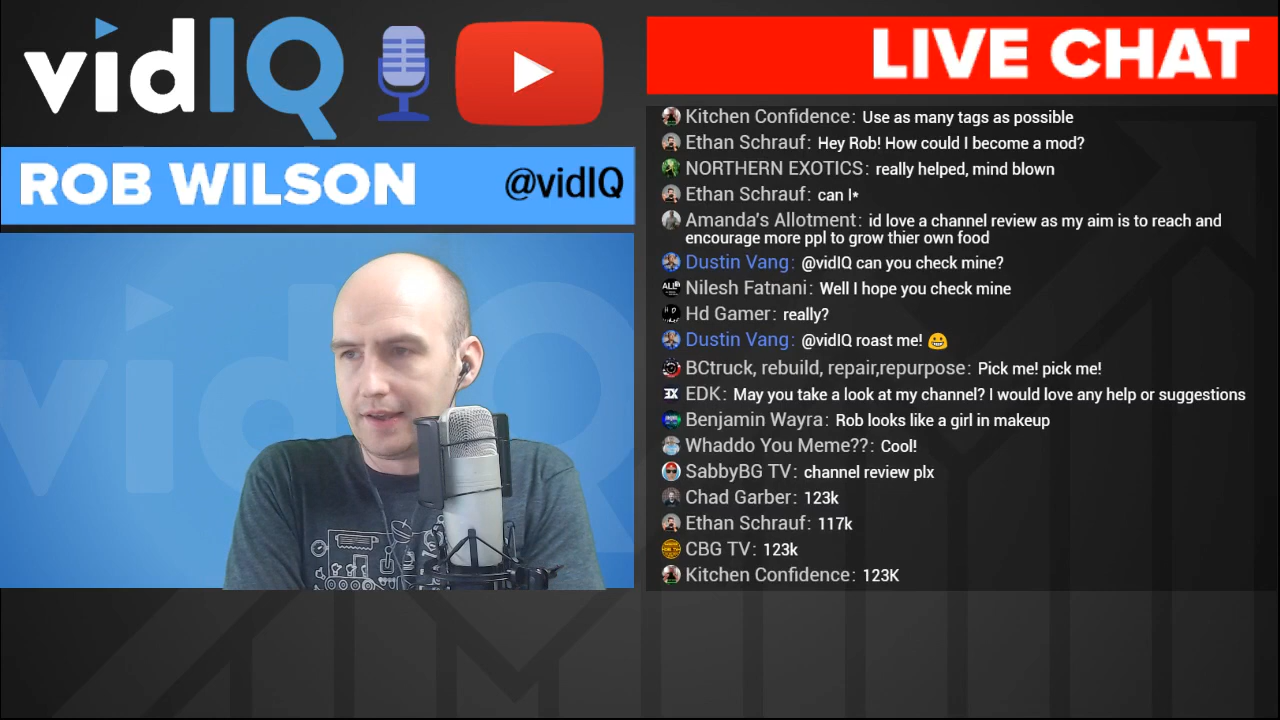 vidIQ
LIVE CHAT
ROB WILSON
@vidIQ
Kitchen Confidence: Use as many tags as possible
Ethan Schrauf: Hey Rob! How could I become a mod?
NORTHERN EXOTICS: really helped, mind blown
Ethan Schrauf: can I*
Amanda's Allotment: id love a channel review as my aim is to reach and
encourage more ppl to grow thier own food
Dustin Vang: @vidIQ can you check mine?
Nilesh Fatnani: Well I hope you check mine
Hd Gamer: really?
Dustin Vang: @vidIQ roast me! 😀
BCtruck, rebuild, repair,repurpose: Pick me! pick me!
EDK: May you take a look at my channel? I would love any help or suggestions
Benjamin Wayra: Rob looks like a girl in makeup
Whaddo You Meme??: Cool!
SabbyBG TV: channel review plx
Chad Garber: 123k
Ethan Schrauf: 117k
CBG TV: 123k
Kitchen Confidence: 123K